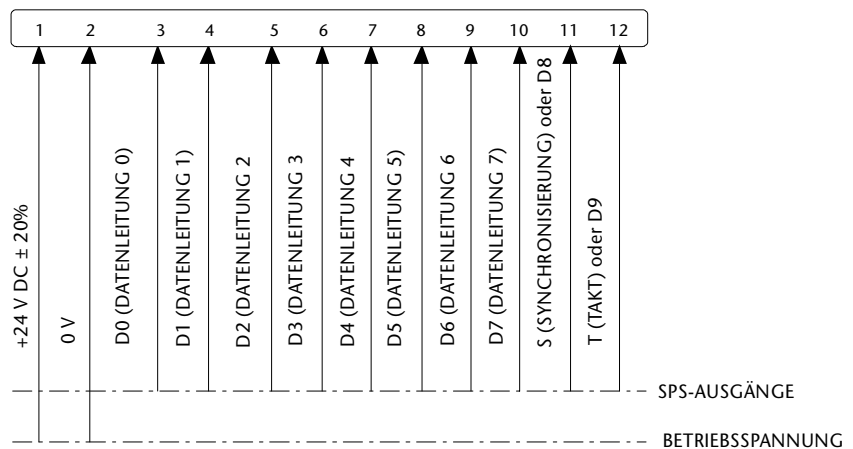 1 2 3 4 5 6 7 8 9 10 11 12
+24 V DC ± 20%
0 V
D0 (DATENLEITUNG 0)
D1 (DATENLEITUNG 1)
D2 (DATENLEITUNG 2
D3 (DATENLEITUNG 3
D4 (DATENLEITUNG 4
D5 (DATENLEITUNG 5)
D6 (DATENLEITUNG 6
D7 (DATENLEITUNG 7)
S (SYNCHRONISIERUNG) oder D8
T (TAKT) oder D9
SPS-AUSGÄNGE
BETRIEBSSPANNUNG